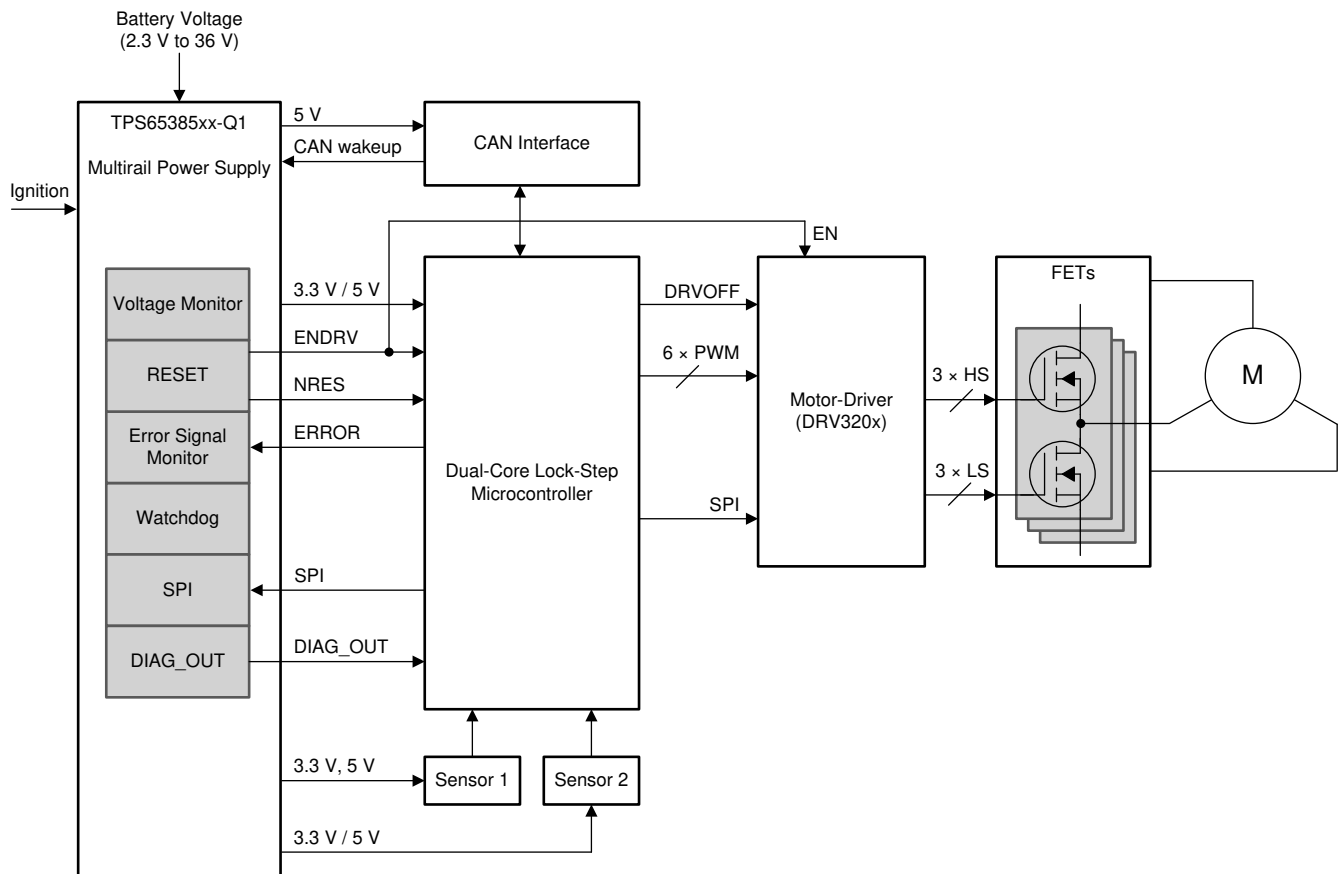 Battery Voltage
(2.3 V to 36 V)
TPS65385xx-Q1
Multirail Power Supply
Ignition
5 V
CAN wakeup
CAN Interface
EN
Voltage Monitor
RESET
Error Signal
Monitor
Watchdog
SPI
DIAG_OUT
3.3 V / 5 V
ENDRV
NRES
ERROR
SPI
DIAG_OUT
Dual-Core Lock-Step
Microcontroller
DRVOFF
6 × PWM
SPI
Motor-Driver
(DRV320x)
3 × HS
3 × LS
FETs
M
3.3 V, 5 V
Sensor 1
Sensor 2
3.3 V / 5 V